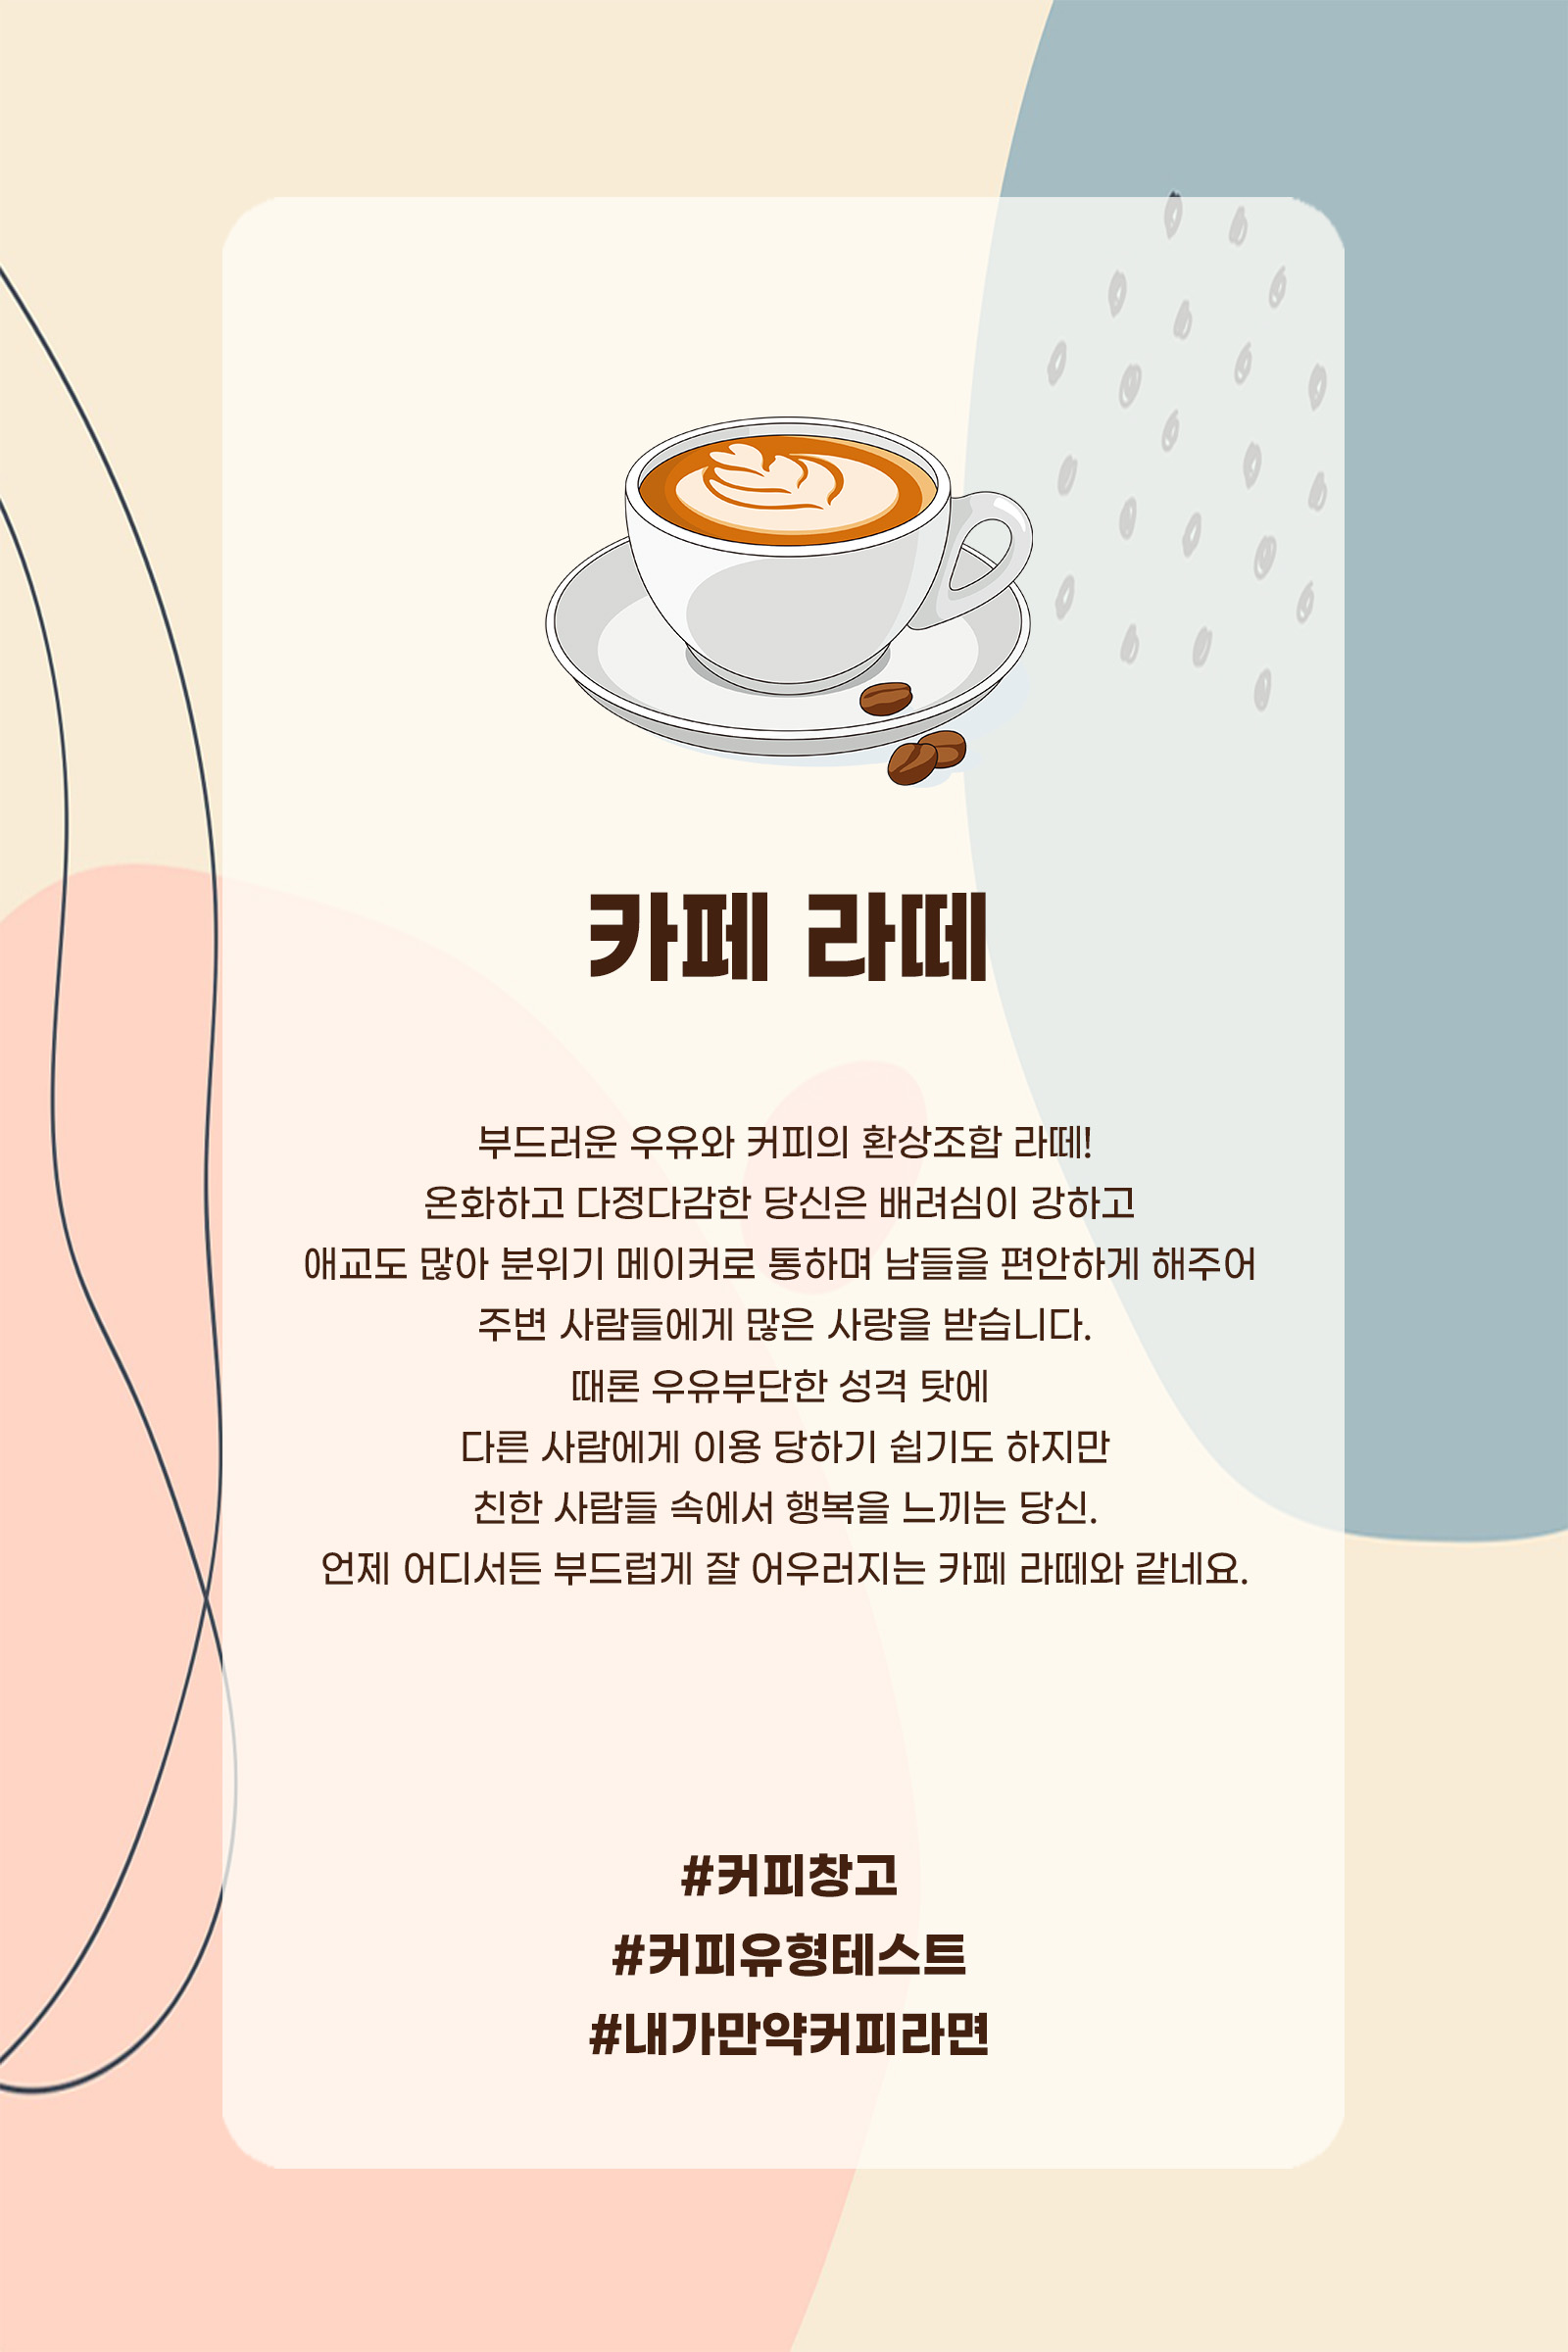 카페 라떼
부드러운 우유와 커피의 환상조합 라떼!
온화하고 다정다감한 당신은 배려심이 강하고
애교도 많아 분위기 메이커로 통하며 남들을 편안하게 해주어
주변 사람들에게 많은 사랑을 받습니다.
때론 우유부단한 성격 탓에
다른 사람에게 이용 당하기 쉽기도 하지만
친한 사람들 속에서 행복을 느끼는 당신.
언제 어디서든 부드럽게 잘 어우러지는 카페 라떼와 같네요.
#커피창고
#커피유형테스트
#내가만약커피라면